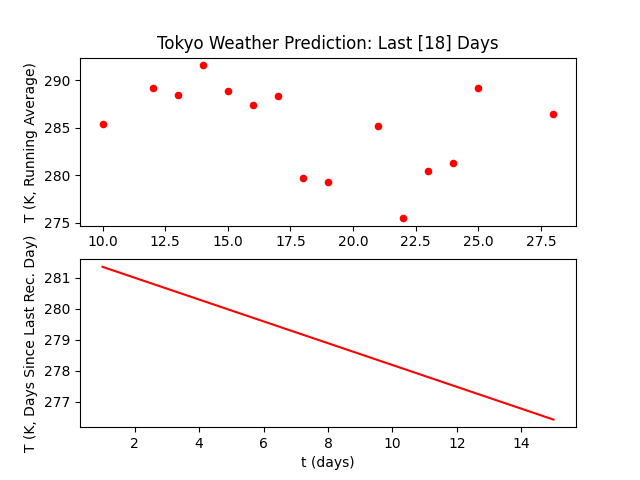 Tokyo Weather Prediction: Last [18] Days
T (K, Running Average)
290
285
280
275
10.0 12.5 15.0 17.5 20.0 22.5 25.0 27.5
T (K, Days Since Last Rec. Day)
281
280
279
278
277
2 4 6 8 10 12 14
t (days)